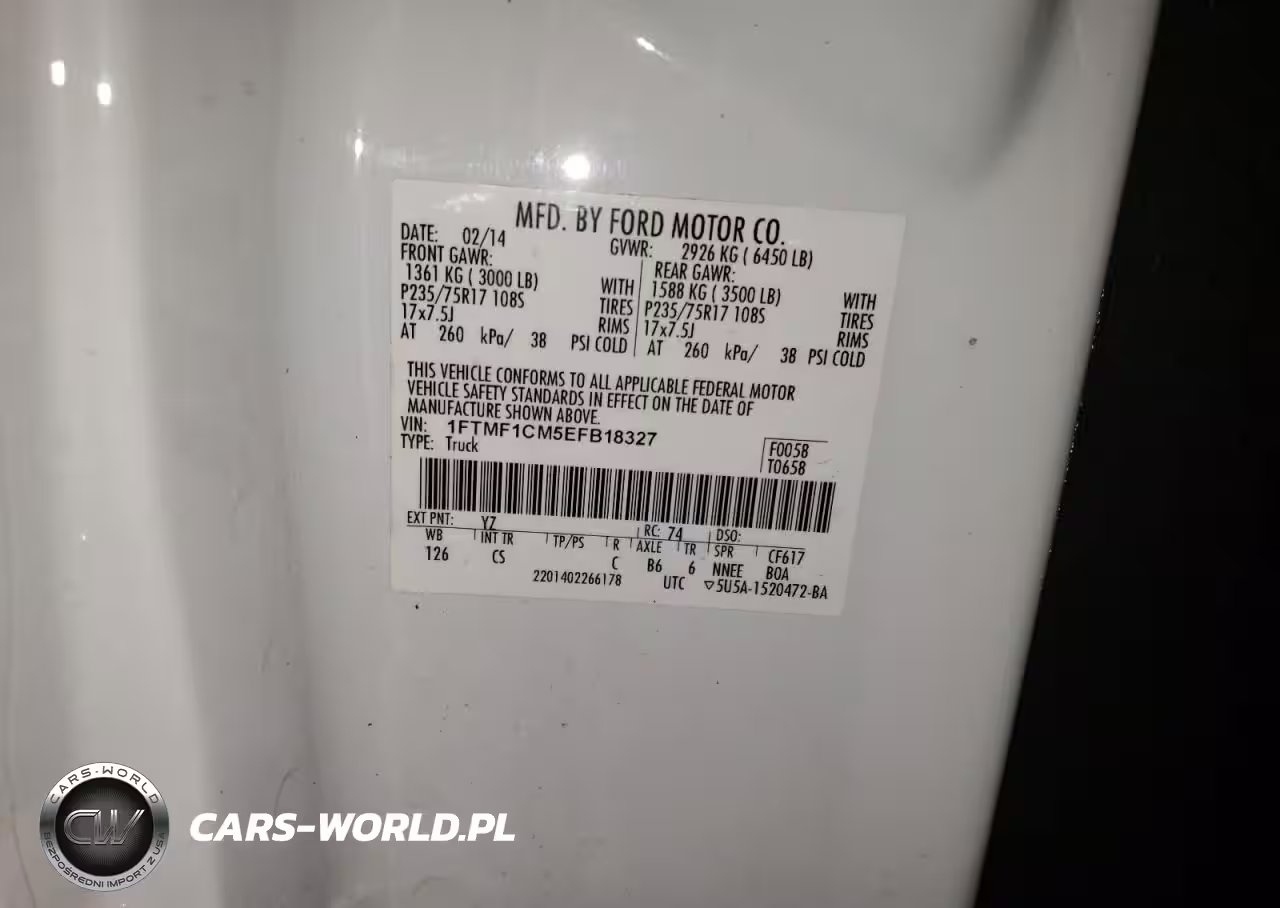 MFD. BY FORD MOTOR CO.
DATE: 02/14 GVWR: 2926 KG ( 6450 LB)
FRONT GAWR: REAR GAWR:
1361 KG ( 3000 LB) WITH 1588 KG ( 3500 LB) WITH
P235/75R17 108S TIRES P235/75R17 108S TIRES
17x7.5J RIMS 17x7.5J RIMS
AT 260 kPa/ 38 PSI COLD AT 260 kPa/ 38 PSI COLD
THIS VEHICLE CONFORMS TO ALL APPLICABLE FEDERAL MOTOR
VEHICLE SAFETY STANDARDS IN EFFECT ON THE DATE OF
MANUFACTURE SHOWN ABOVE.
VIN: 1FTMF1CM5EFB18327
TYPE: Truck
F0058
T0658
EXT PNT: YZ RC: 74 DSO:
WB INT TR TP/PS R AXLE TR SPR CF617
126 CS C B6 6 NNEE BOA
2201402266178 UTC ▽5U5A-1520472-BA
CARS-WORLD
CW
BEZPOŚREDNI IMPORT Z USA
CARS-WORLD.PL